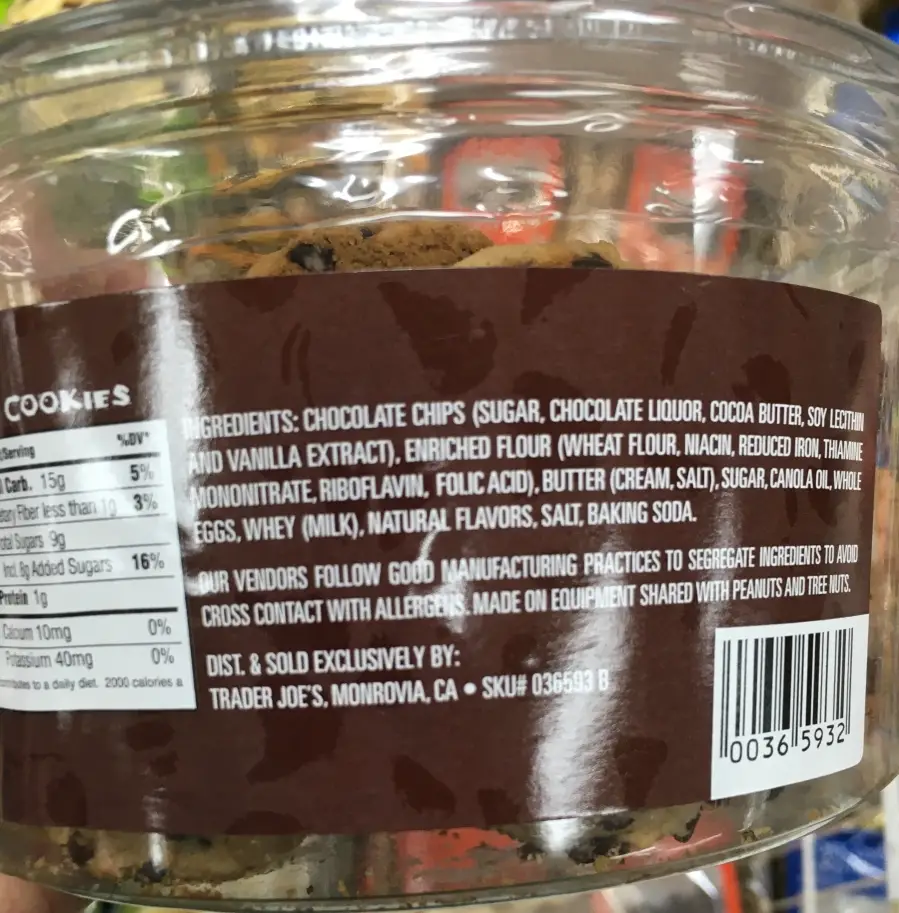 COOKIES
Serving %DV*
Carb. 15g 5%
Fiber less than 1g 3%
Sugars 9g
Incl. 8g Added Sugars 16%
Protein 1g
Calcium 10mg 0%
Potassium 40mg 0%
to a daily diet. 2000 calories a
INGREDIENTS: CHOCOLATE CHIPS (SUGAR, CHOCOLATE LIQUOR, COCOA BUTTER, SOY LECITHIN
AND VANILLA EXTRACT), ENRICHED FLOUR (WHEAT FLOUR, NIACIN, REDUCED IRON, THIAMINE
MONONITRATE, RIBOFLAVIN, FOLIC ACID), BUTTER (CREAM, SALT), SUGAR, CANOLA OIL, WHOLE
EGGS, WHEY (MILK), NATURAL FLAVORS, SALT, BAKING SODA.
OUR VENDORS FOLLOW GOOD MANUFACTURING PRACTICES TO SEGREGATE INGREDIENTS TO AVOID
CROSS CONTACT WITH ALLERGENS. MADE ON EQUIPMENT SHARED WITH PEANUTS AND TREE NUTS.
DIST. & SOLD EXCLUSIVELY BY:
TRADER JOE'S, MONROVIA, CA • SKU# 036593 B
0036 5932